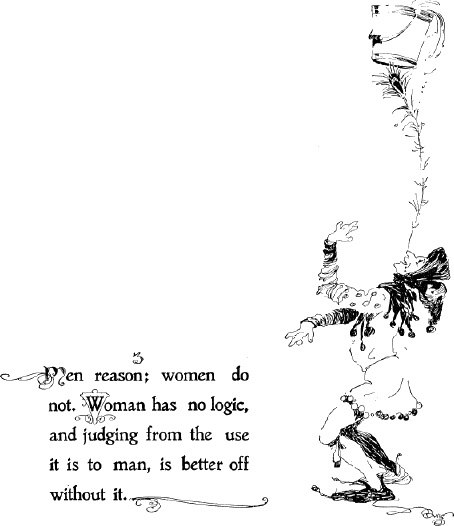 3
Men reason; women do
not. Woman has no logic,
and judging from the use
it is to man, is better off
without it.